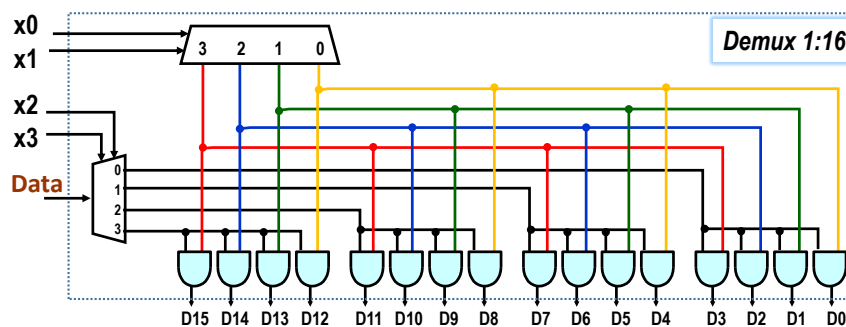 x0
x1
3 2 1 0
Demux 1:16
x2
x3
Data
0
1
2
3
D15 D14 D13 D12 D11 D10 D9 D8 D7 D6 D5 D4 D3 D2 D1 D0